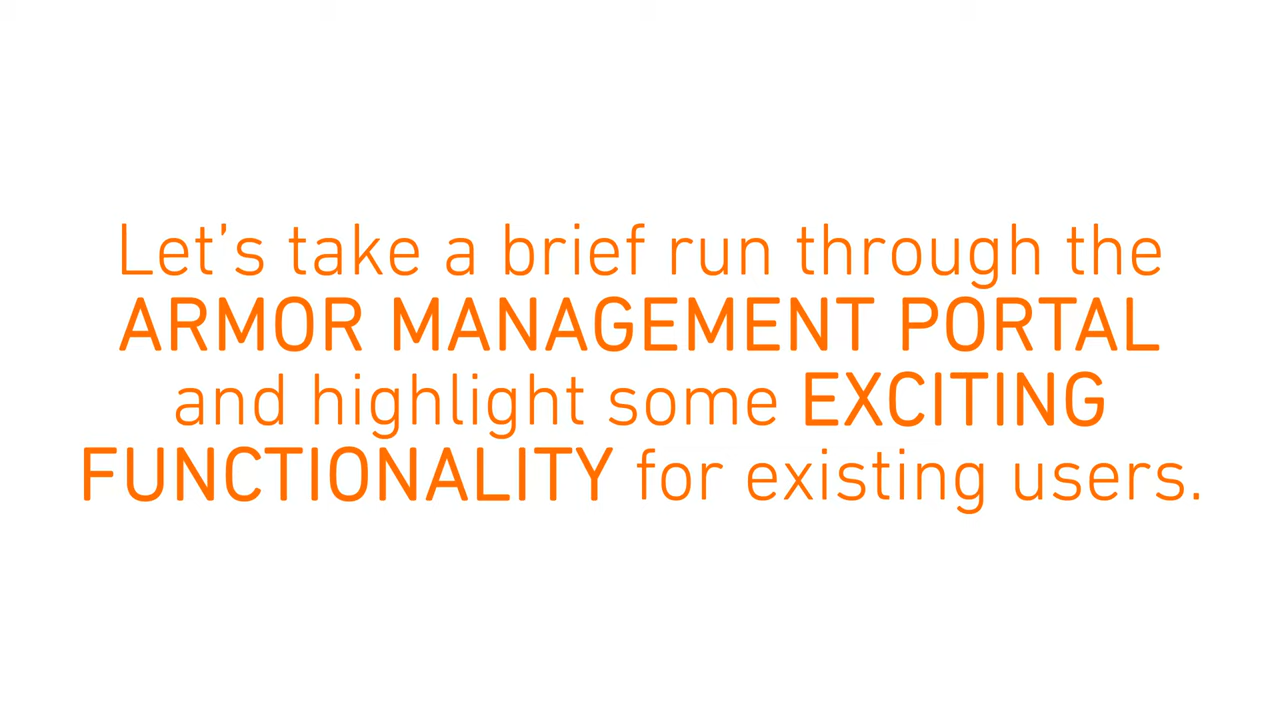 Let’s take a brief run through the
ARMOR MANAGEMENT PORTAL
and highlight some EXCITING
FUNCTIONALITY for existing users.